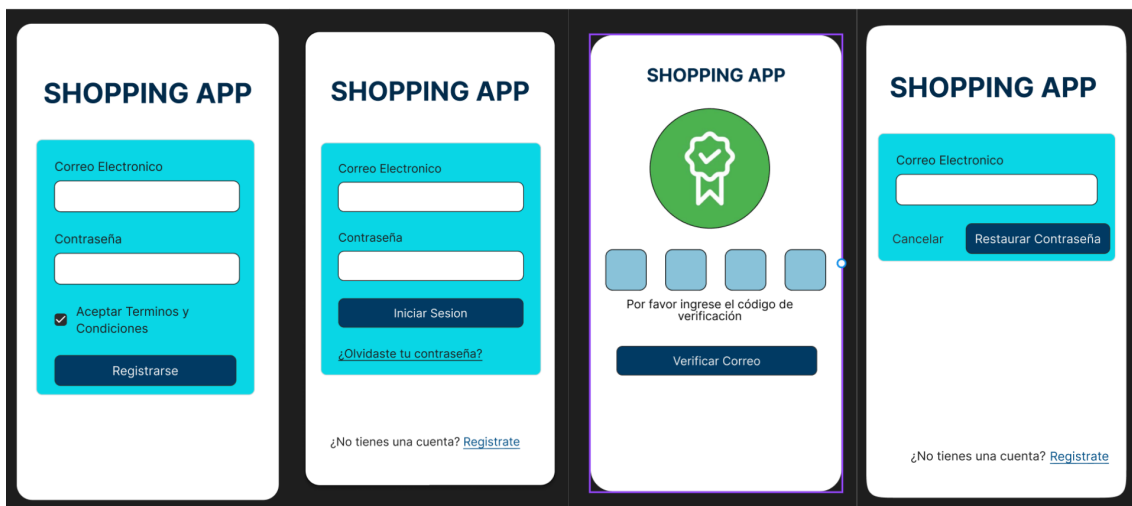 SHOPPING APP
Correo Electronico
Contraseña
Aceptar Terminos y
Condiciones
Registrarse
SHOPPING APP
Correo Electronico
Contraseña
Iniciar Sesion
¿Olvidaste tu contraseña?
¿No tienes una cuenta? Registrate
SHOPPING APP
Por favor ingrese el código de
verificación
Verificar Correo
SHOPPING APP
Correo Electronico
Cancelar Restaurar Contraseña
¿No tienes una cuenta? Registrate